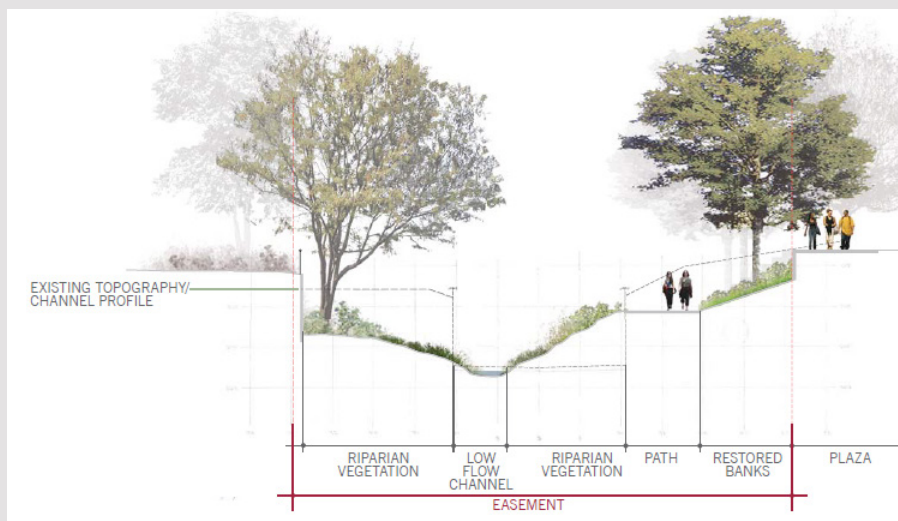 EXISTING TOPOGRAPHY/
CHANNEL PROFILE
RIPARIAN
VEGETATION
LOW
FLOW
CHANNEL
RIPARIAN
VEGETATION
PATH
RESTORED
BANKS
PLAZA
EASEMENT